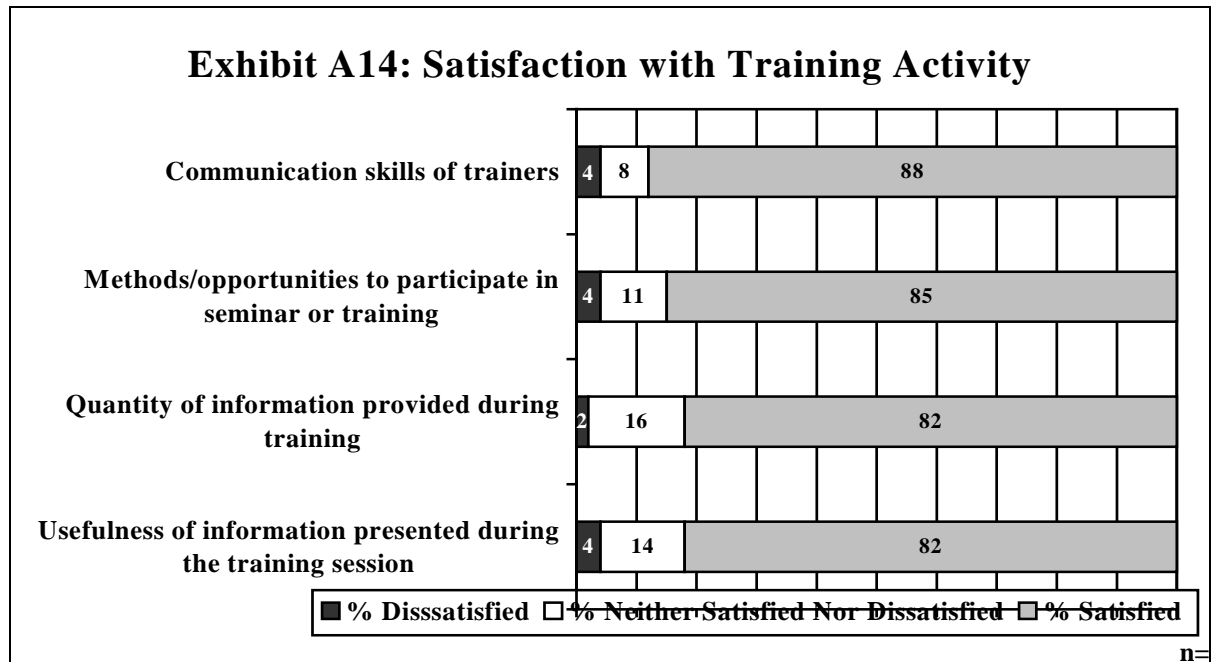 Exhibit A14: Satisfaction with Training Activity
Communication skills of trainers
4 8 88
Methods/opportunities to participate in
seminar or training
4 11 85
Quantity of information provided during
training
2 16 82
Usefulness of information presented during
the training session
4 14 82
% Disssatisfied % Neither Satisfied Nor Dissatisfied % Satisfied
n=